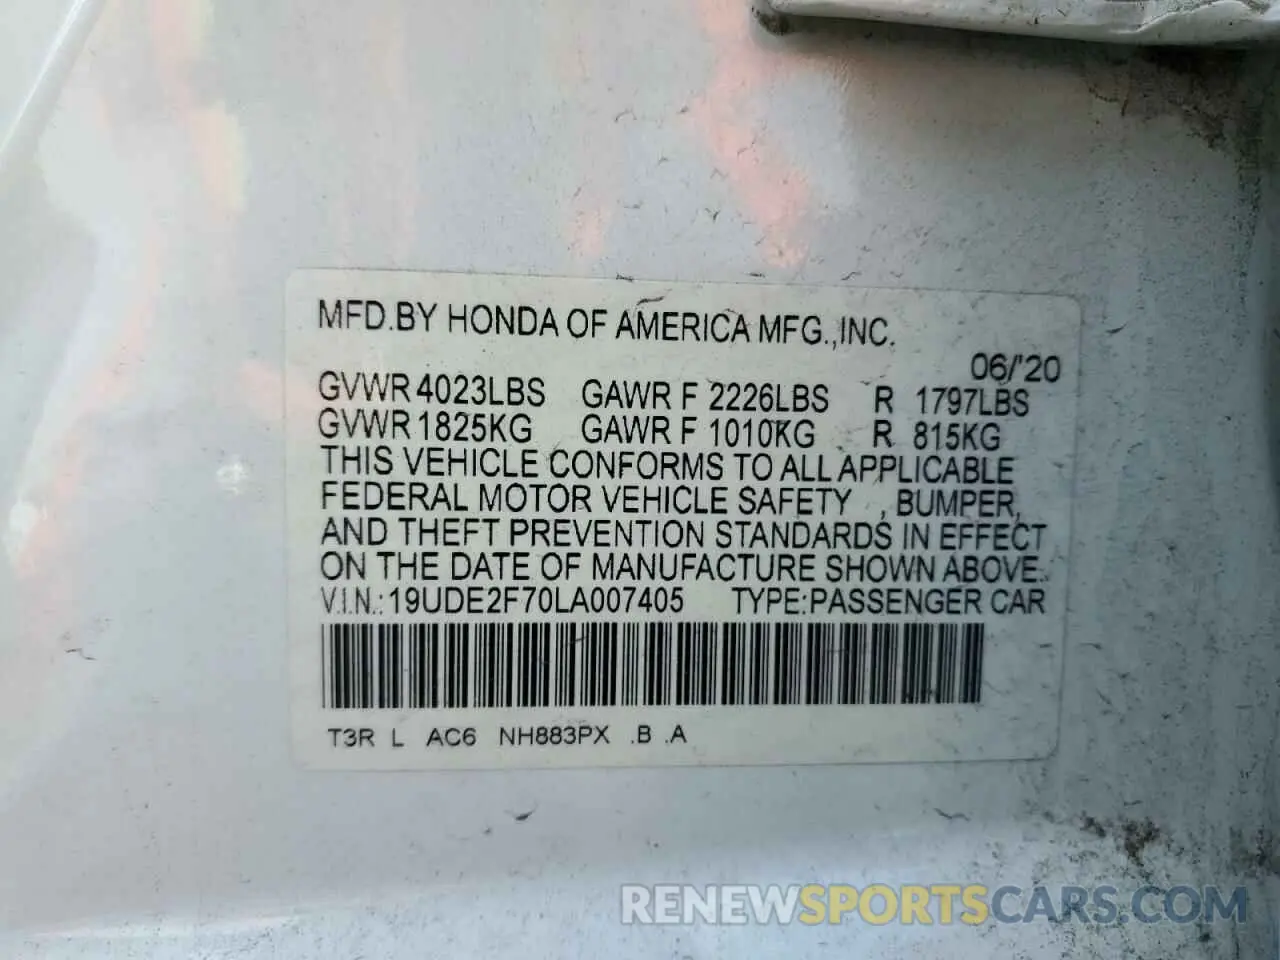 MFD.BY HONDA OF AMERICA MFG.,INC.
06/'20
GVWR 4023LBS GAWR F 2226LBS R 1797LBS
GVWR 1825KG GAWR F 1010KG R 815KG
THIS VEHICLE CONFORMS TO ALL APPLICABLE
FEDERAL MOTOR VEHICLE SAFETY , BUMPER,
AND THEFT PREVENTION STANDARDS IN EFFECT
ON THE DATE OF MANUFACTURE SHOWN ABOVE.
V.I.N.:19UDE2F70LA007405 TYPE:PASSENGER CAR
T3R L AC6 NH883PX .B .A
RENEWSPORTSCARS.COM